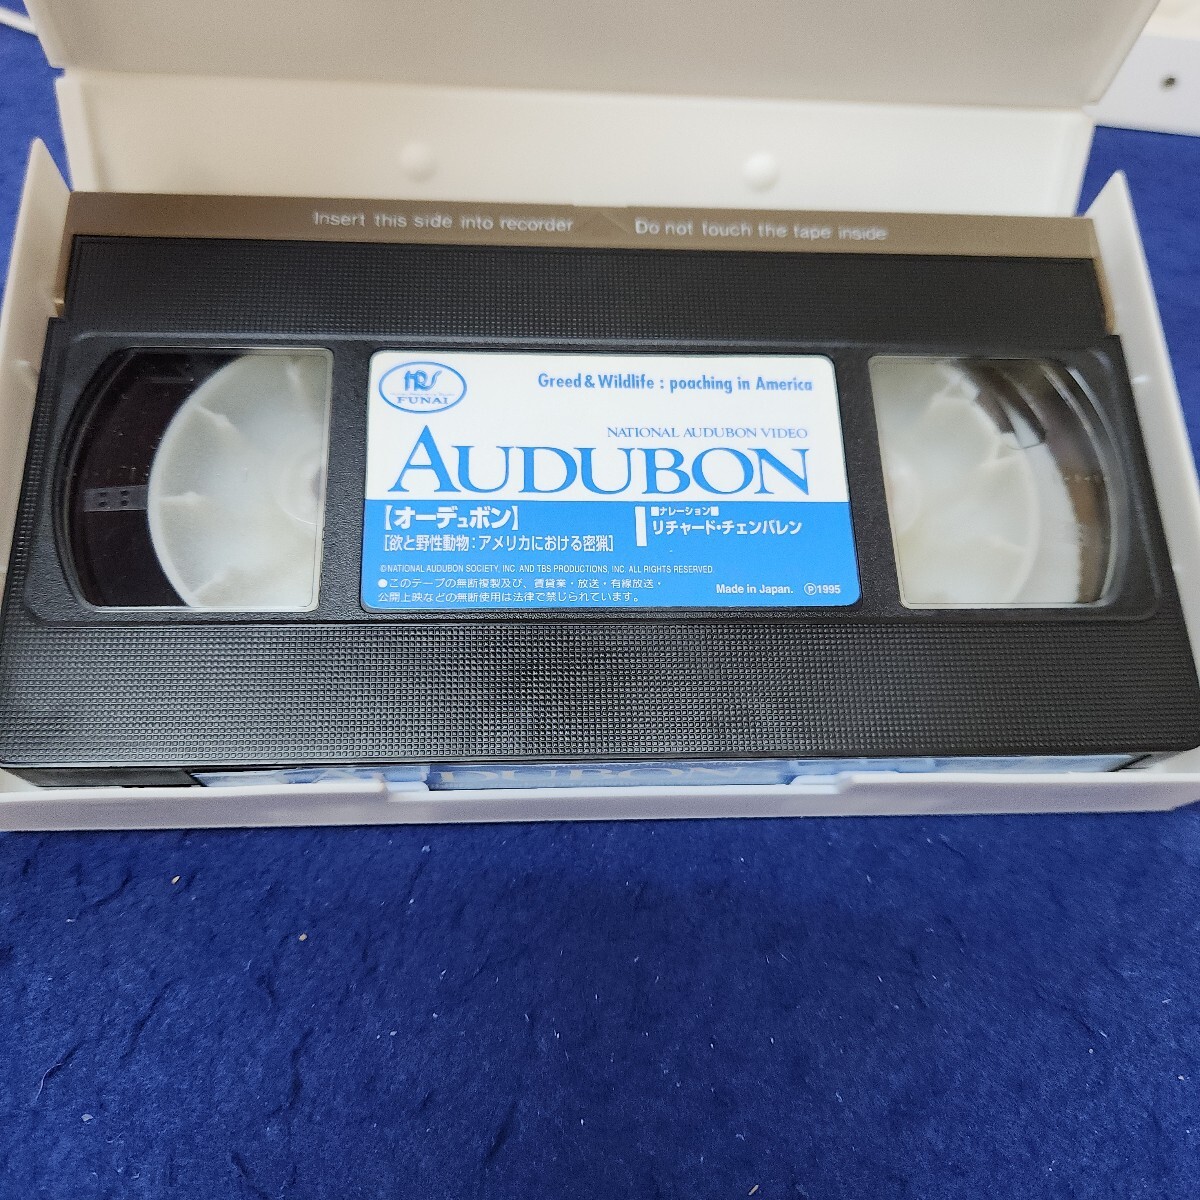 Insert this side into recorder
Do not touch the tape inside
FUNAI
Greed & Wildlife : poaching in America
NATIONAL AUDUBON VIDEO
AUDUBON
【オーデュボン】
[欲と野性動物：アメリカにおける密猟]
■ナレーション■
リチャード・チェンバレン
©NATIONAL AUDUBON SOCIETY, INC. AND TBS PRODUCTIONS, INC. ALL RIGHTS RESERVED.
●このテープの無断複製及び、賃貸業・放送・有線放送・
公開上映などの無断使用は法律で禁じられています。
Made in Japan. ℗1995
AUDUBON